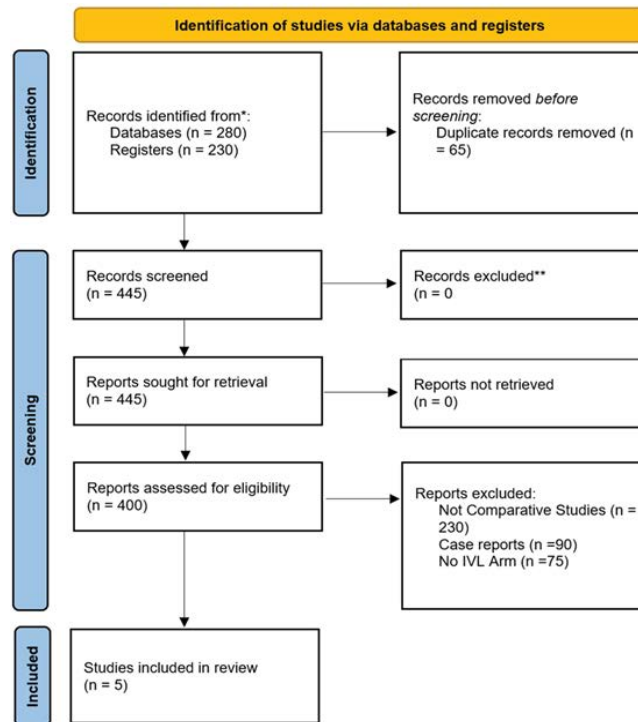 Identification of studies via databases and registers
Identification
Records identified from*:
Databases (n = 280)
Registers (n = 230)
Records removed before
screening:
Duplicate records removed (n
= 65)
Screening
Records screened
(n = 445)
Records excluded**
(n = 0
Reports sought for retrieval
(n = 445)
Reports not retrieved
(n = 0)
Reports assessed for eligibility
(n = 400)
Reports excluded:
Not Comparative Studies (n =
230)
Case reports (n =90)
No IVL Arm (n =75)
Included
Studies included in review
(n = 5)